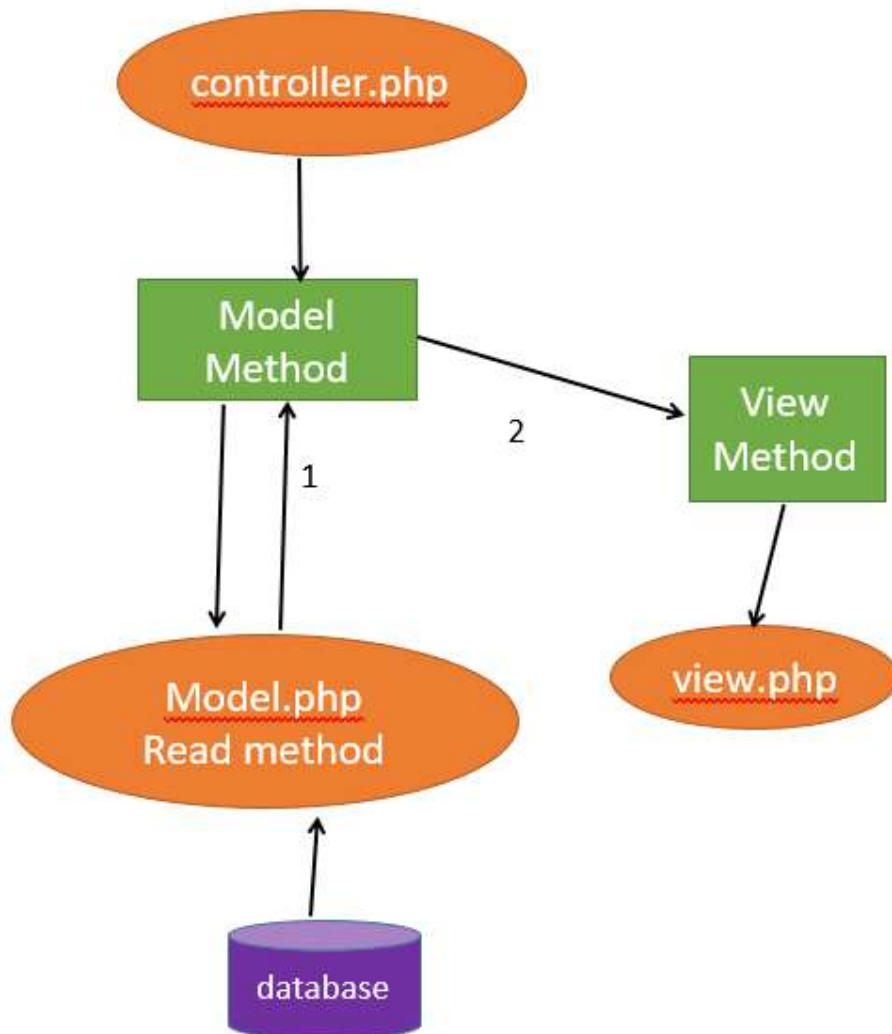 controller.php
Model
Method
1
2
View
Method
Model.php
Read method
view.php
database